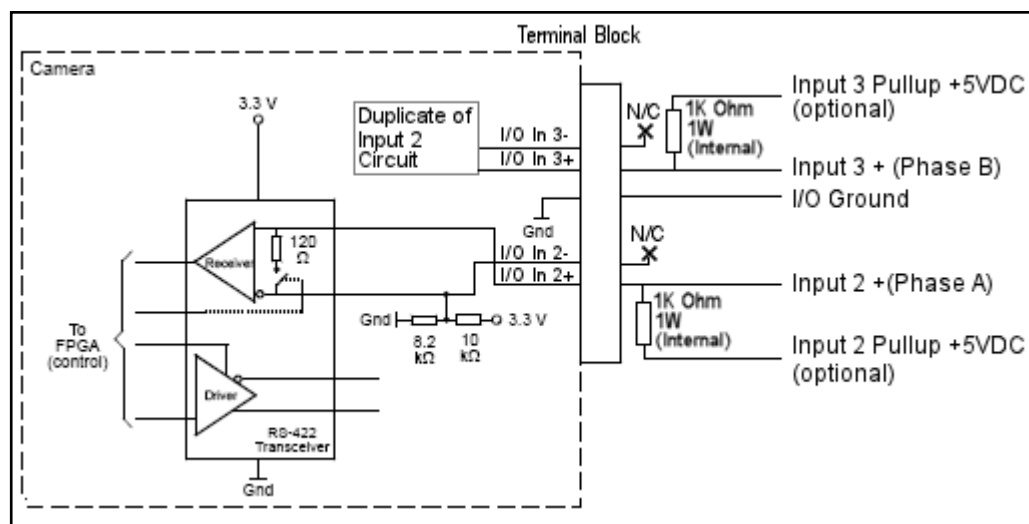 Terminal Block
Camera
3.3 V
Duplicate of
Input 2
Circuit
I/O In 3-
I/O In 3+
N/C
1K Ohm
1W
(Internal)
Input 3 Pullup +5VDC
(optional)
Input 3 + (Phase B)
I/O Ground
Gnd
N/C
Receiver
120
Ω
I/O In 2-
I/O In 2+
Input 2 +(Phase A)
To
FPGA
(control)
Gnd
8.2
kΩ
10
kΩ
3.3 V
1K Ohm
1W
(Internal)
Input 2 Pullup +5VDC
(optional)
Driver
RS-422
Transceiver
Gnd